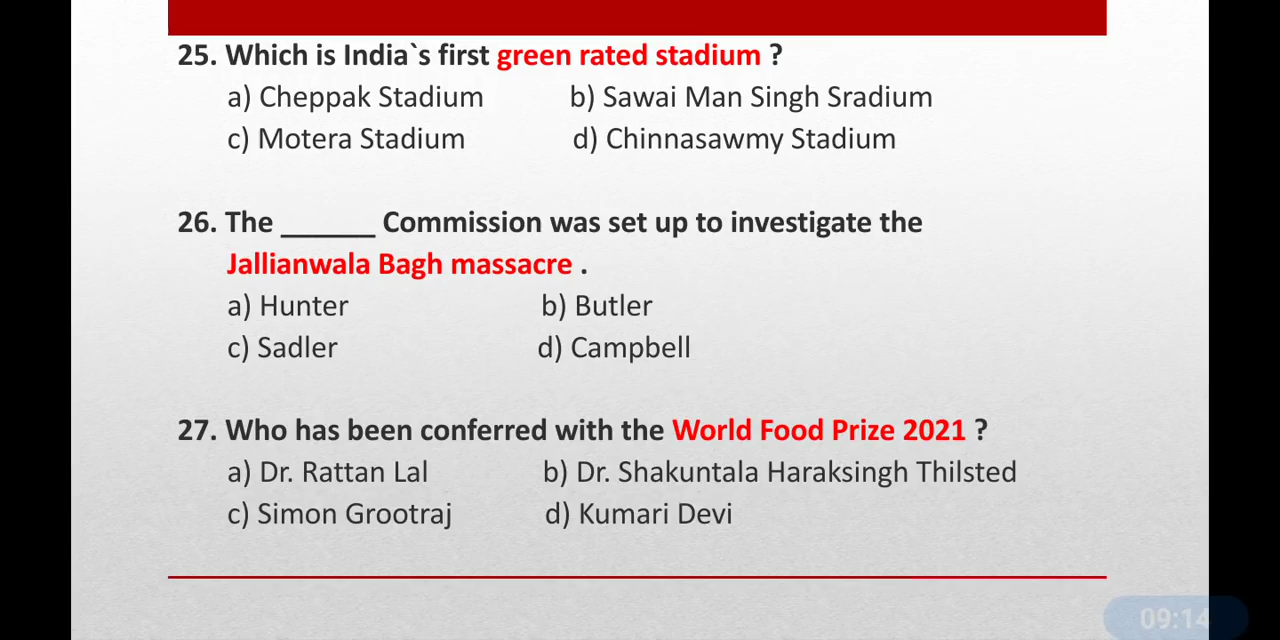 25. Which is India`s first green rated stadium ?
a) Cheppak Stadium b) Sawai Man Singh Sradium
c) Motera Stadium d) Chinnasawmy Stadium
26. The ______ Commission was set up to investigate the
Jallianwala Bagh massacre .
a) Hunter b) Butler
c) Sadler d) Campbell
27. Who has been conferred with the World Food Prize 2021 ?
a) Dr. Rattan Lal b) Dr. Shakuntala Haraksingh Thilsted
c) Simon Grootraj d) Kumari Devi
09:14